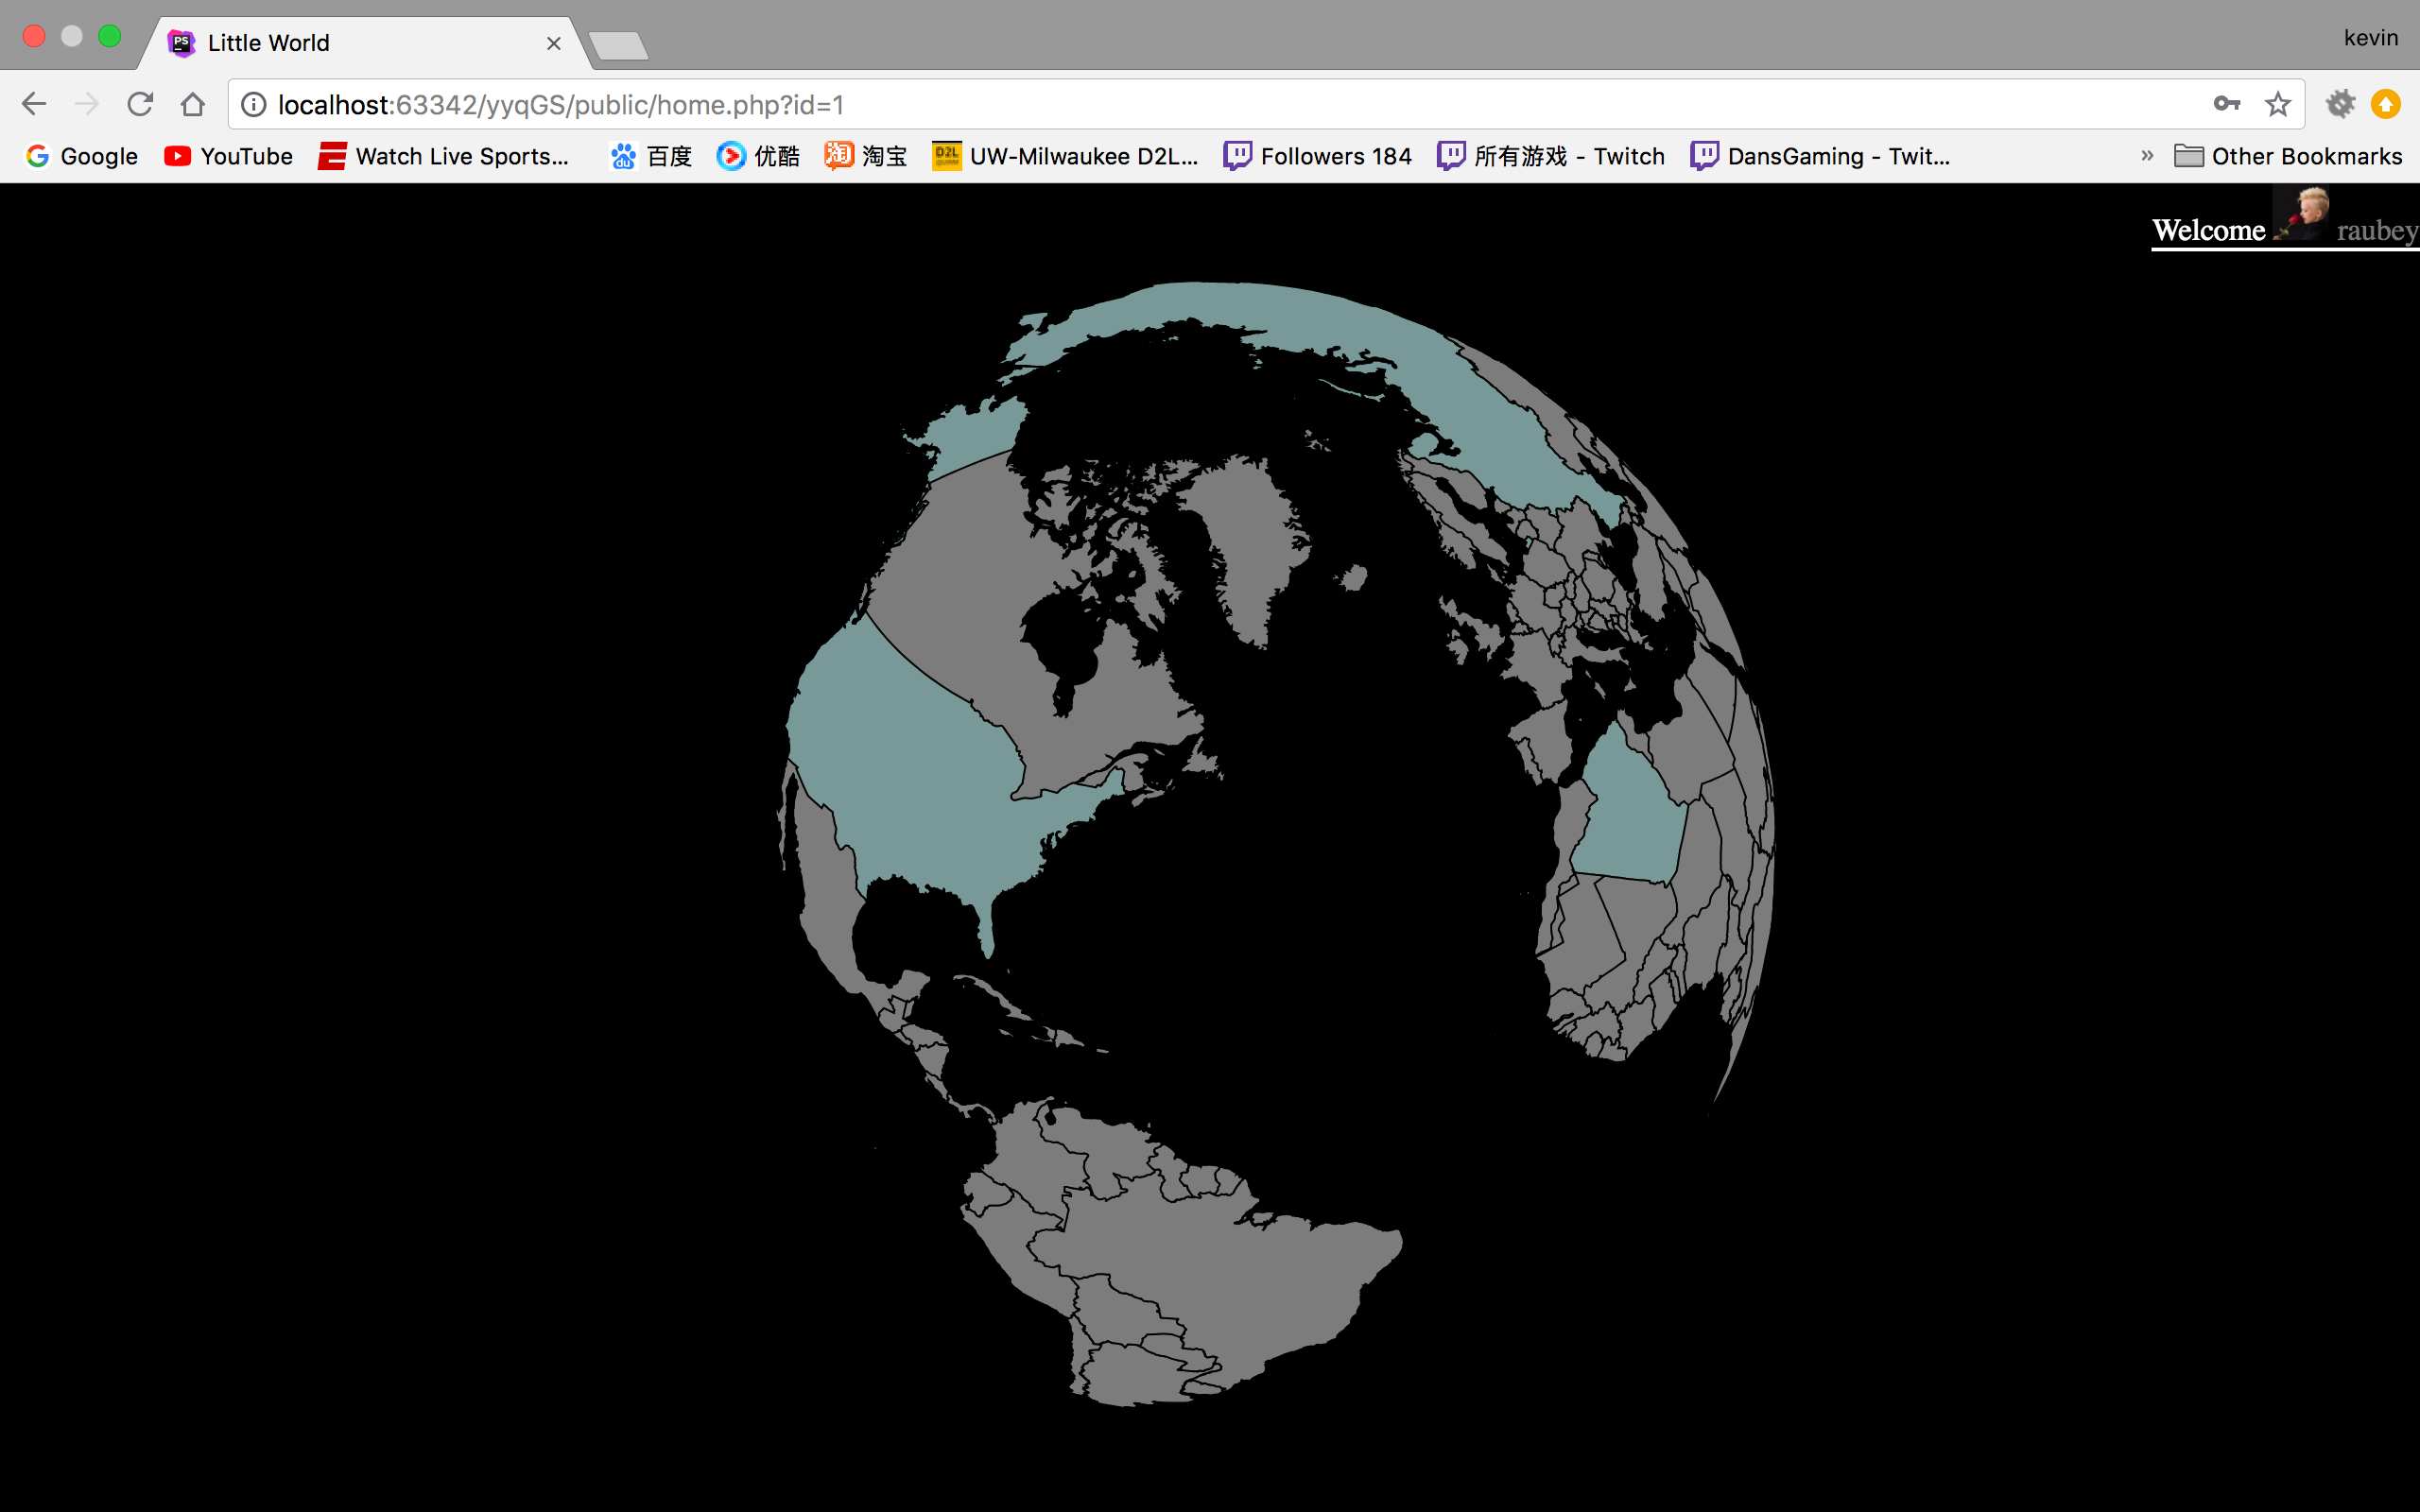 Little World
kevin
localhost:63342/yyqGS/public/home.php?id=1
Google YouTube Watch Live Sports... 百度 优酷 淘宝 UW-Milwaukee D2L... Followers 184 所有游戏 - Twitch DansGaming - Twit... » Other Bookmarks
Welcome raubey